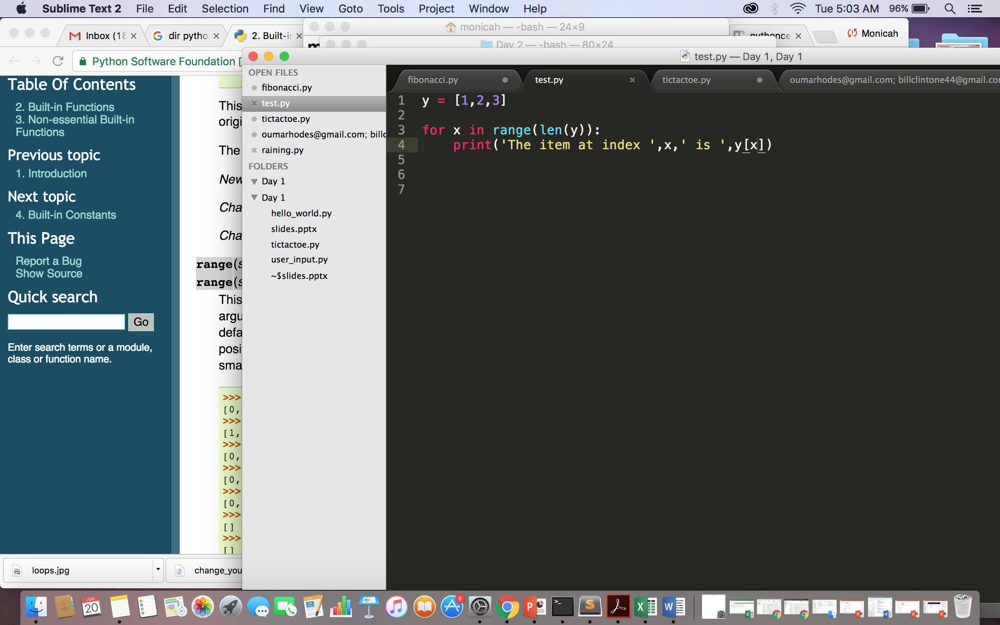 Sublime Text 2 File Edit Selection Find View Goto Tools Project Window Help Tue 5:03 AM 96%
monicah — -bash — 24×9
Inbox (18 dir python 2. Built-in pythonce Monicah
Day 2 — -bash — 80×24
Python Software Foundation
test.py — Day 1, Day 1
Table Of Contents
2. Built-in Functions
3. Non-essential Built-in
Functions
Previous topic
1. Introduction
Next topic
4. Built-in Constants
This Page
Report a Bug
Show Source
Quick search
Go
Enter search terms or a module,
class or function name.
This
origi
The
New
Cha
Cha
range(s
range(s
This
argu
defa
posi
sma
>>>
[0,
>>>
[1,
>>>
[0,
>>>
[0,
>>>
[0,
>>>
[]
>>>
[]
OPEN FILES
fibonacci.py
test.py
tictactoe.py
oumarhodes@gmail.com; billc
raining.py
FOLDERS
Day 1
Day 1
hello_world.py
slides.pptx
tictactoe.py
user_input.py
~$slides.pptx
fibonacci.py test.py tictactoe.py oumarhodes@gmail.com; billclintone44@gmail.co
1 y = [1,2,3]
2
3 for x in range(len(y)):
4 print('The item at index ',x,' is ',y[x])
5
6
7
loops.jpg change_you
JUN
20
PAGES
3D
5